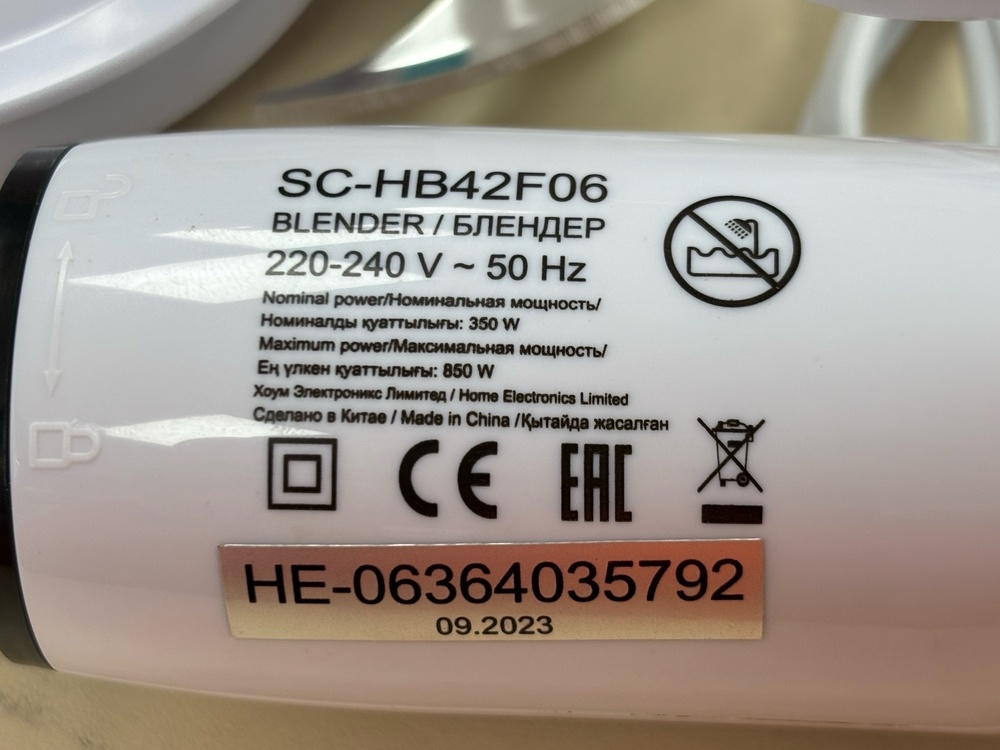 SC-HB42F06
BLENDER / БЛЕНДЕР
220-240 V ~ 50 Hz
Nominal power/Номинальная мощность/
Номиналды қуаттылығы: 350 W
Maximum power/Максимальная мощность/
Ең үлкен қуаттылығы: 850 W
Хоум Электроникс Лимитед / Home Electronics Limited
Сделано в Китае / Made in China /Қытайда жасалған
CE EAC
HE-06364035792
09.2023